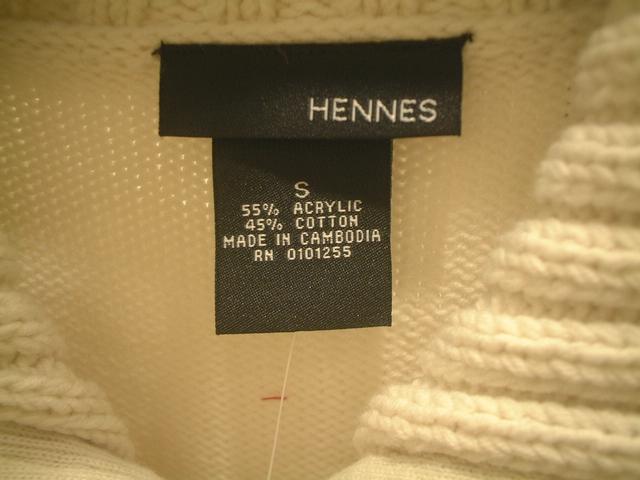 HENNES
S
55% ACRYLIC
45% COTTON
MADE IN CAMBODIA
RN 0101255